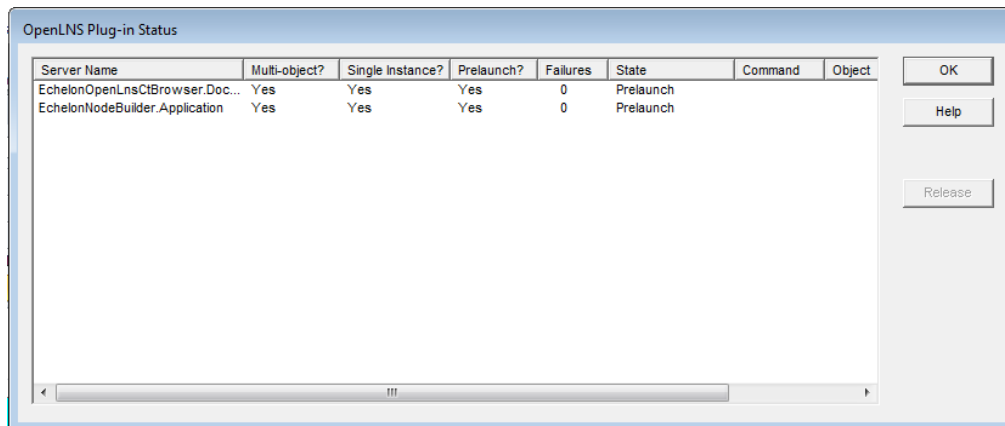 OpenLNS Plug-in Status
Server Name Multi-object? Single Instance? Prelaunch? Failures State Command Object
EchelonOpenLnsCtBrowser.Doc... Yes Yes Yes 0 Prelaunch
EchelonNodeBuilder.Application Yes Yes Yes 0 Prelaunch
OK
Help
Release